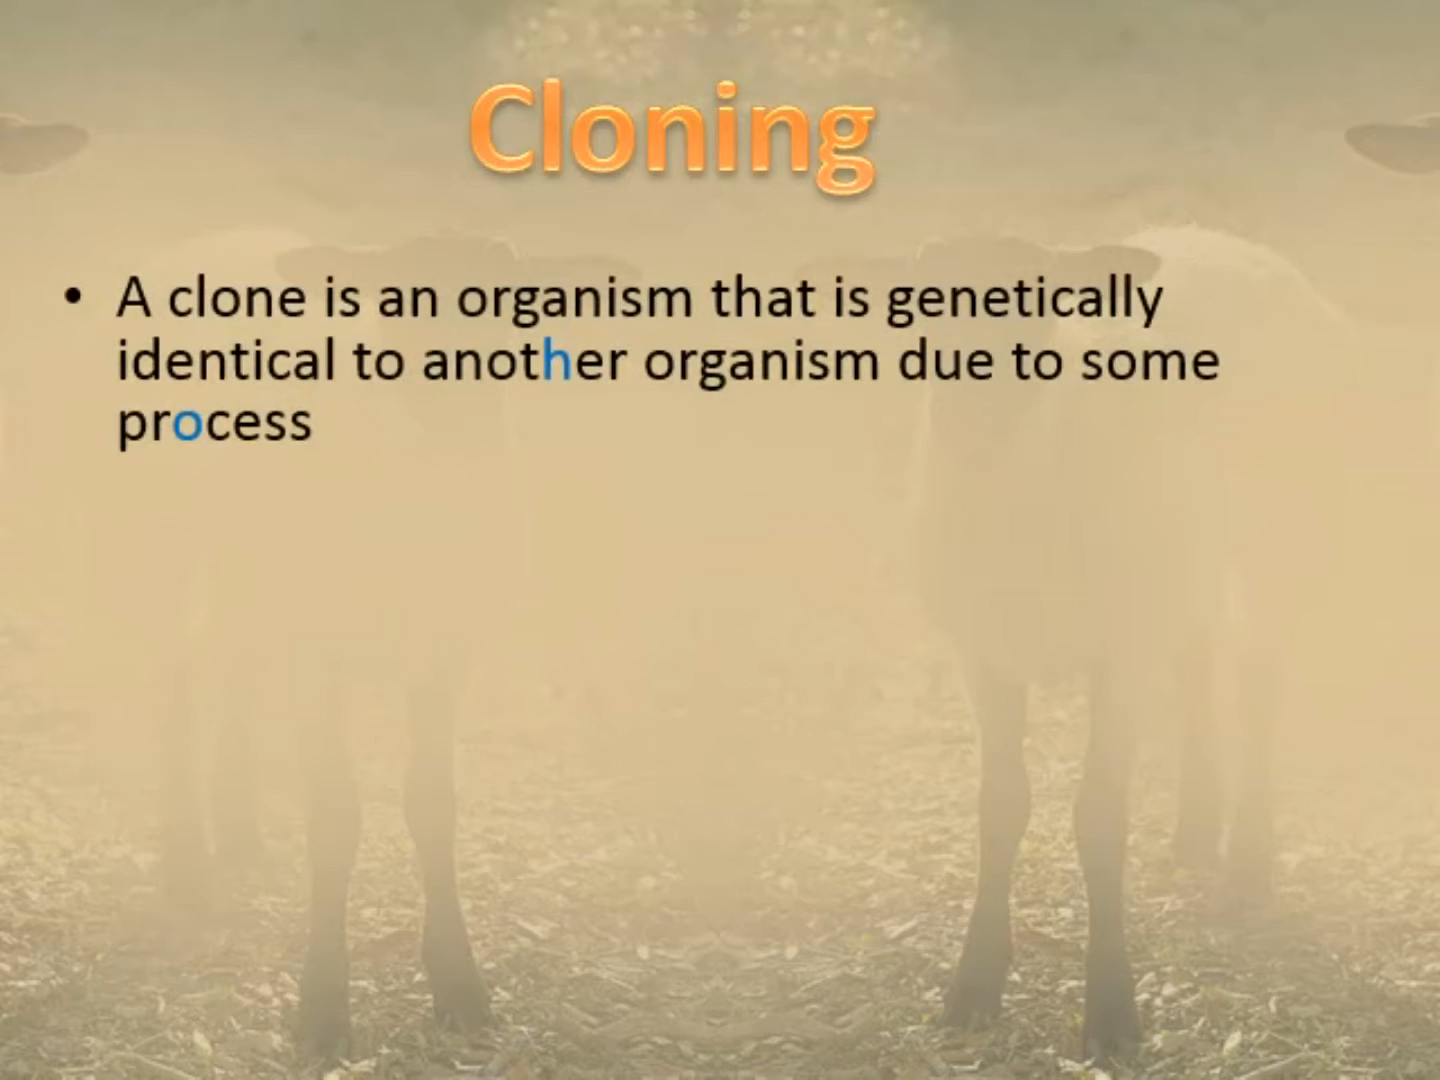 Cloning
• A clone is an organism that is genetically
identical to another organism due to some
process